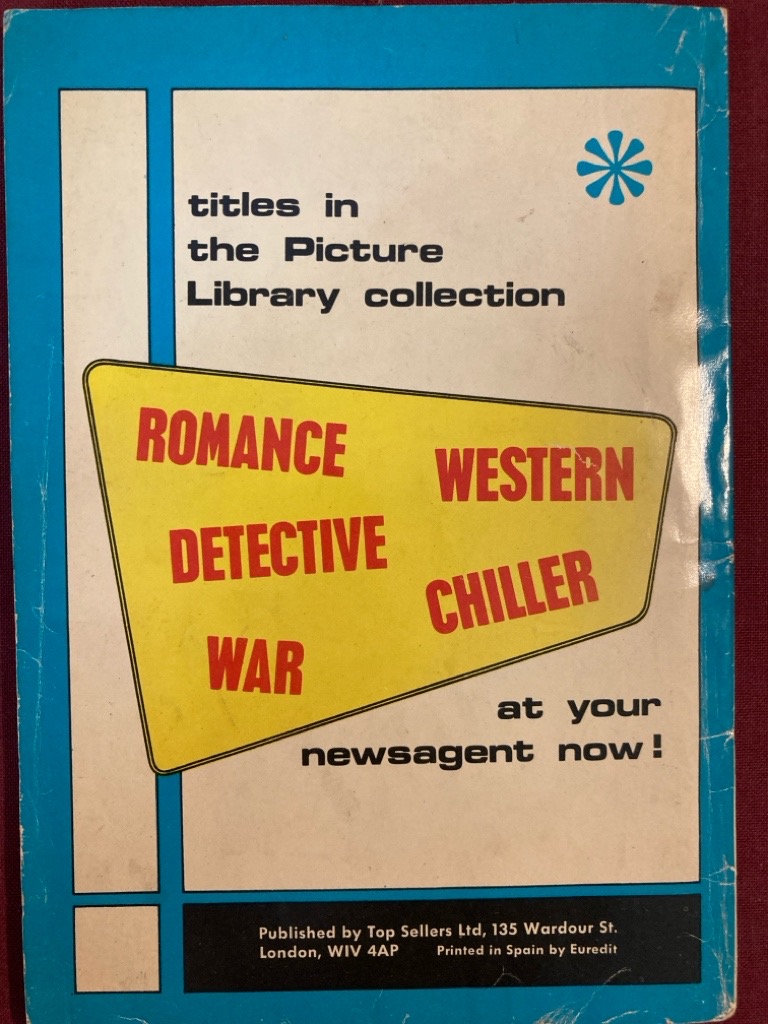 titles in
the Picture
Library collection
ROMANCE
WESTERN
DETECTIVE
CHILLER
WAR
at your
newsagent now!
Published by Top Sellers Ltd, 135 Wardour St.
London, WIV 4AP Printed in Spain by Euredit